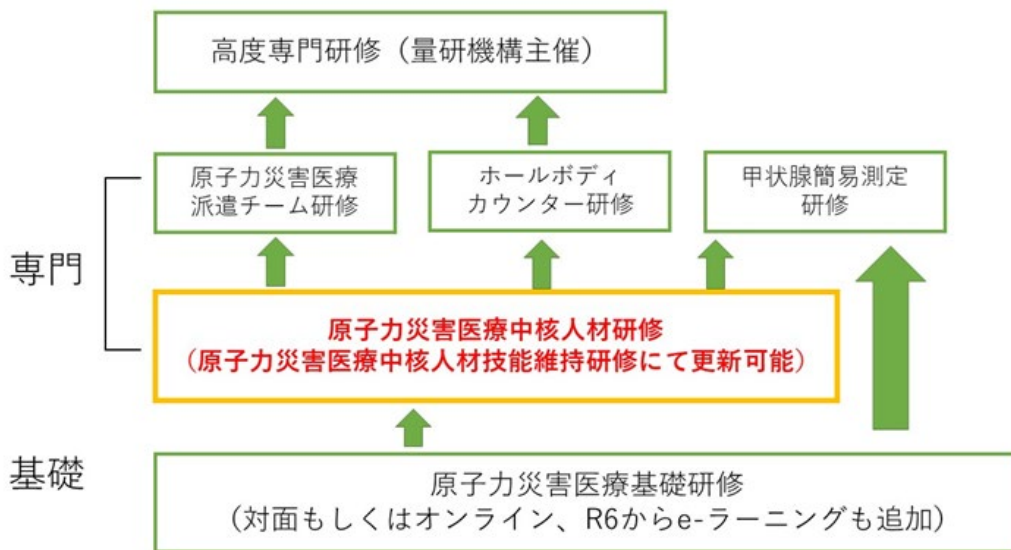 高度専門研修（量研機構主催）
原子力災害医療
派遣チーム研修
ホールボディ
カウンター研修
甲状腺簡易測定
研修
専門
原子力災害医療中核人材研修
（原子力災害医療中核人材技能維持研修にて更新可能）
基礎
原子力災害医療基礎研修
（対面もしくはオンライン、R6からe-ラーニングも追加）